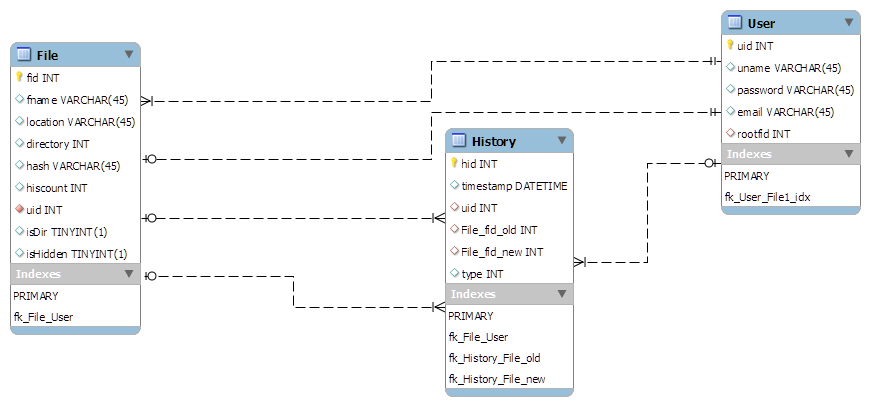 File
fid INT
fname VARCHAR(45)
location VARCHAR(45)
directory INT
hash VARCHAR(45)
hiscount INT
uid INT
isDir TINYINT(1)
isHidden TINYINT(1)
Indexes
PRIMARY
fk_File_User
History
hid INT
timestamp DATETIME
uid INT
File_fid_old INT
File_fid_new INT
type INT
Indexes
PRIMARY
fk_File_User
fk_History_File_old
fk_History_File_new
User
uid INT
uname VARCHAR(45)
password VARCHAR(45)
email VARCHAR(45)
rootfid INT
Indexes
PRIMARY
fk_User_File1_idx